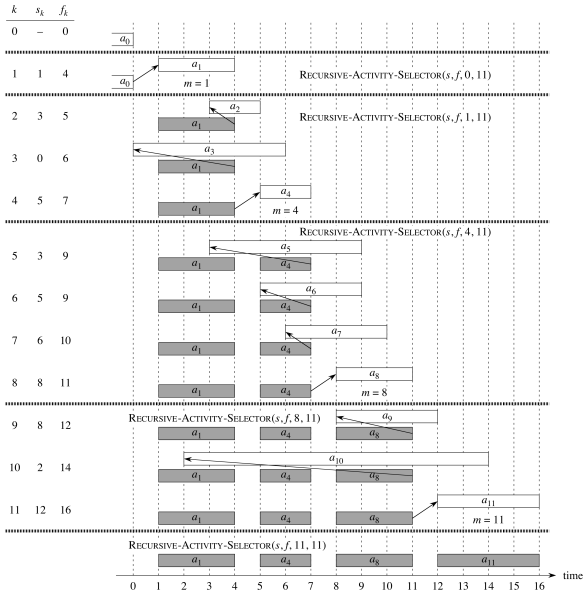 k s_k f_k
0 – 0
a_0
1 1 4 a_0 a_1
m = 1 RECURSIVE-ACTIVITY-SELECTOR(s, f, 0, 11)
2 3 5 a_2
a_1 RECURSIVE-ACTIVITY-SELECTOR(s, f, 1, 11)
3 0 6 a_3
a_1
4 5 7 a_4
a_1 m = 4
RECURSIVE-ACTIVITY-SELECTOR(s, f, 4, 11)
5 3 9 a_5
a_1 a_4
6 5 9 a_6
a_1 a_4
7 6 10 a_7
a_1 a_4
8 8 11 a_8
a_1 a_4 m = 8
RECURSIVE-ACTIVITY-SELECTOR(s, f, 8, 11) a_9
9 8 12 a_1 a_4 a_8
10 2 14 a_10
a_1 a_4 a_8
11 12 16 a_11
a_1 a_4 a_8 m = 11
RECURSIVE-ACTIVITY-SELECTOR(s, f, 11, 11)
a_1 a_4 a_8 a_11
time
0 1 2 3 4 5 6 7 8 9 10 11 12 13 14 15 16